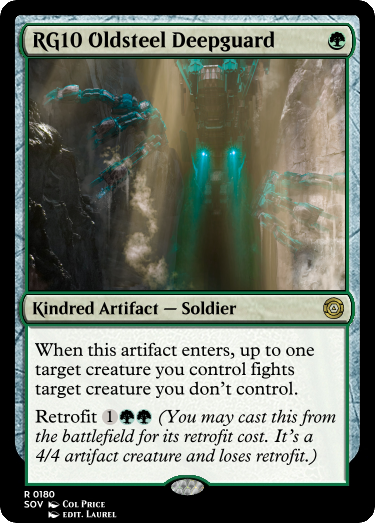 RG10 Oldsteel Deepguard
Kindred Artifact — Soldier
When this artifact enters, up to one
target creature you control fights
target creature you don't control.
Retrofit 1 (You may cast this from
the battlefield for its retrofit cost. It's a
4/4 artifact creature and loses retrofit.)
R 0180
SOV Col Price
edit. Laurel